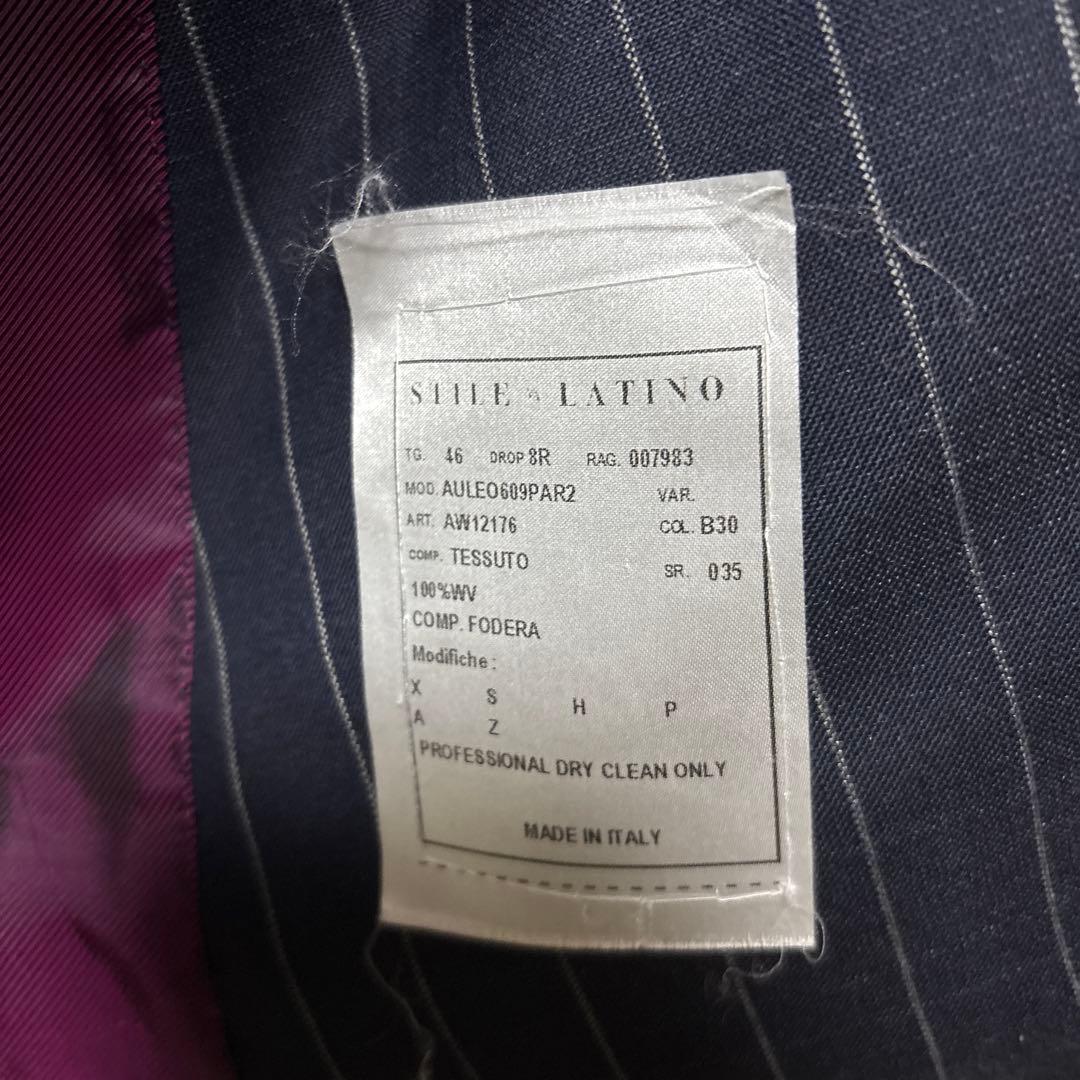 STILE LATINO
TG. 46 DROP 8R RAG. 007983
MOD. AULEO609PAR2 VAR.
ART. AW12176 COL. B30
COMP. TESSUTO SR. 035
100%WV
COMP. FODERA
Modifiche :
X S H P
A Z
PROFESSIONAL DRY CLEAN ONLY
MADE IN ITALY